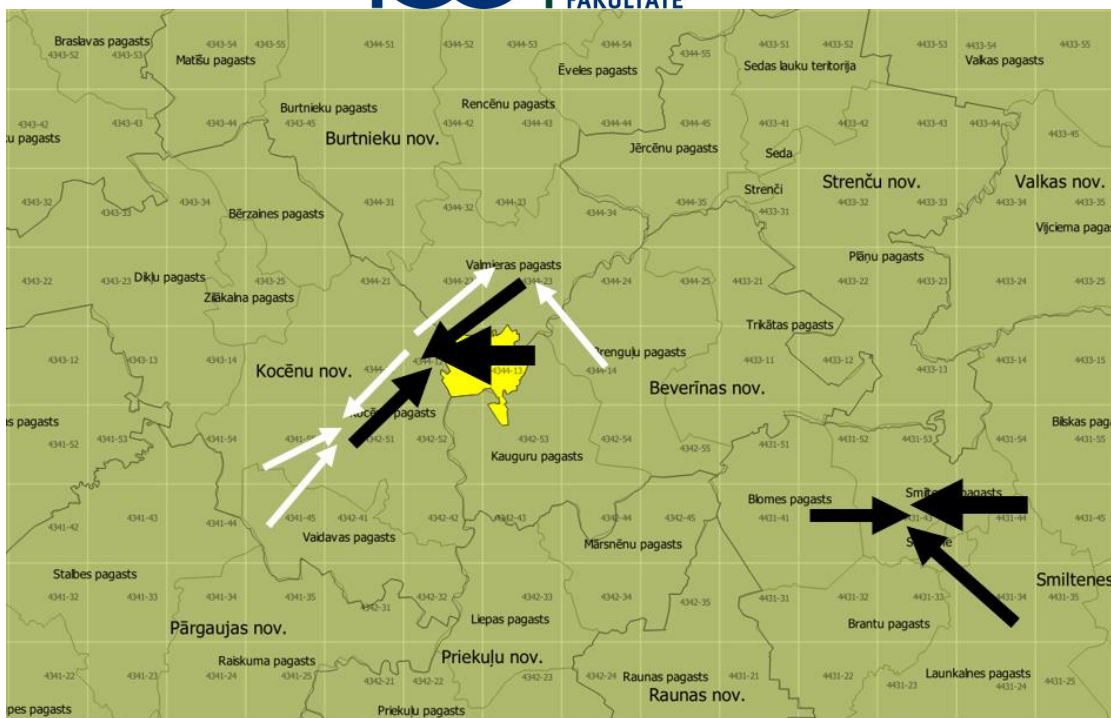 FAKULTĀTE
Braslavas pagasts
4343-52
4343-53
Matīšu pagasts
4343-54
4343-55
4344-51
4344-52
4344-53
4344-54
Ēveles pagasts
4344-55
4433-51
4433-52
Sedas lauku teritorija
4433-53
4433-54
Valkas pagasts
4433-55
4343-42
4343-43
4343-44
4343-45
Burtnieku pagasts
Burtnieku nov.
Rencēnu pagasts
4344-42
4344-43
4344-44
4344-45
Jērcēnu pagasts
4433-41
4433-42
4433-43
4433-44
4433-45
Seda
Strenči
Strenču nov.
Valkas nov.
4343-32
4343-33
4343-34
Bērzaines pagasts
4344-31
4344-32
4344-33
4344-34
4344-35
4433-31
4433-32
4433-33
4433-34
4433-35
Valmieras pagasts
Plāņu pagasts
4343-22
Dikļu pagasts
4343-24
4343-25
Zilākalna pagasts
4344-21
4344-23
4344-24
4344-25
4433-21
4433-22
4433-23
4433-24
4433-25
Trikātas pagasts
4343-12
4343-13
4343-14
Kocēnu nov.
4344-13
4344-14
Beverīnas nov.
4433-11
4433-12
4433-13
4433-14
4433-15
pagasts
4341-52
4341-53
4341-54
4342-51
4342-52
4342-53
4342-54
4342-55
Kauguru pagasts
4431-51
4431-52
4431-53
4431-54
4431-55
4341-42
4341-43
4341-44
4341-45
4342-41
Vaidavas pagasts
4342-42
4342-43
4342-44
4342-45
Mārsnēnu pagasts
Blomes pagasts
4431-41
4431-43
4431-44
4431-45
Stalbes pagasts
4341-32
4341-33
4341-34
4341-35
4342-31
4342-33
4342-34
4342-35
Liepas pagasts
4431-31
4431-32
4431-33
4431-34
4431-35
Smiltenes
Brantu pagasts
Pārgaujas nov.
Raiskuma pagasts
Priekuļu nov.
4341-22
4341-23
4341-24
4341-25
4342-21
4342-22
4342-23
4342-24
Raunas pagasts
4431-21
4431-22
4431-23
Launkalnes pagasts
4431-24
4431-25
pagasts
Priekuļu pagasts
Raunas nov.